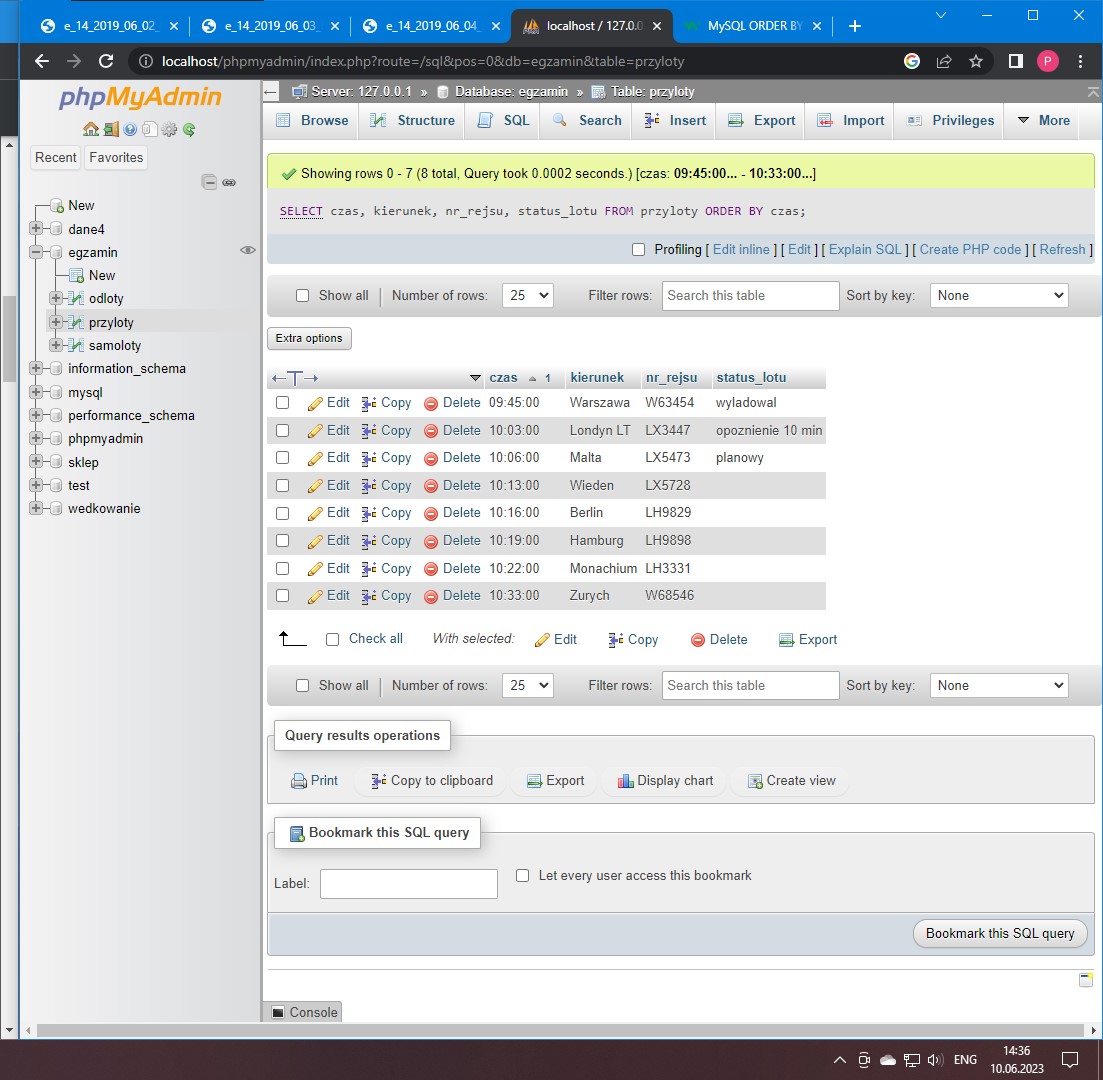 e_14_2019_06_02_ e_14_2019_06_03_ e_14_2019_06_04_ localhost / 127.0.0 MySQL ORDER BY
localhost/phpmyadmin/index.php?route=/sql&pos=0&db=egzamin&table=przyloty P
phpMyAdmin
Recent Favorites
New
dane4
egzamin
New
odloty
przyloty
samoloty
information_schema
mysql
performance_schema
phpmyadmin
sklep
test
wedkowanie
Server: 127.0.0.1 » Database: egzamin » Table: przyloty
Browse Structure SQL Search Insert Export Import Privileges More
Showing rows 0 - 7 (8 total, Query took 0.0002 seconds.) [czas: 09:45:00... - 10:33:00...]
SELECT czas, kierunek, nr_rejsu, status_lotu FROM przyloty ORDER BY czas;
Profiling [ Edit inline ] [ Edit ] [ Explain SQL ] [ Create PHP code ] [ Refresh ]
Show all Number of rows: 25 Filter rows: Search this table Sort by key: None
Extra options
←T→ czas 1 kierunek nr_rejsu status_lotu
Edit Copy Delete 09:45:00 Warszawa W63454 wyladowal
Edit Copy Delete 10:03:00 Londyn LT LX3447 opoznienie 10 min
Edit Copy Delete 10:06:00 Malta LX5473 planowy
Edit Copy Delete 10:13:00 Wieden LX5728
Edit Copy Delete 10:16:00 Berlin LH9829
Edit Copy Delete 10:19:00 Hamburg LH9898
Edit Copy Delete 10:22:00 Monachium LH3331
Edit Copy Delete 10:33:00 Zurych W68546
Check all With selected: Edit Copy Delete Export
Show all Number of rows: 25 Filter rows: Search this table Sort by key: None
Query results operations
Print Copy to clipboard Export Display chart Create view
Bookmark this SQL query
Label: Let every user access this bookmark
Bookmark this SQL query
Console
ENG 14:36
10.06.2023